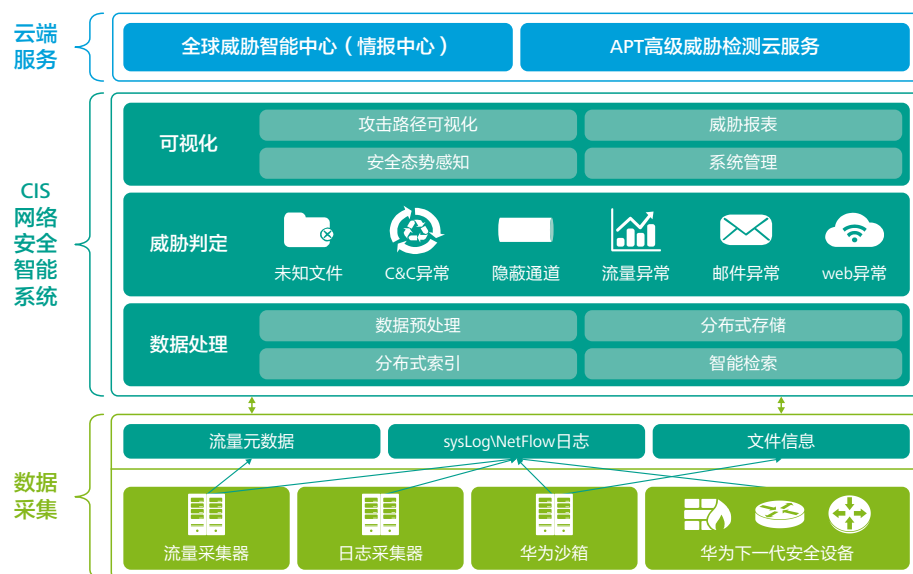 云端
服务
全球威胁智能中心（情报中心）
APT高级威胁检测云服务
CIS
网络
安全
智能
系统
可视化
攻击路径可视化
威胁报表
安全态势感知
系统管理
威胁判定
未知文件
C&C异常
隐蔽通道
流量异常
邮件异常
web异常
数据处理
数据预处理
分布式存储
分布式索引
智能检索
数据
采集
流量元数据
sysLog\NetFlow日志
文件信息
流量采集器
日志采集器
华为沙箱
华为下一代安全设备